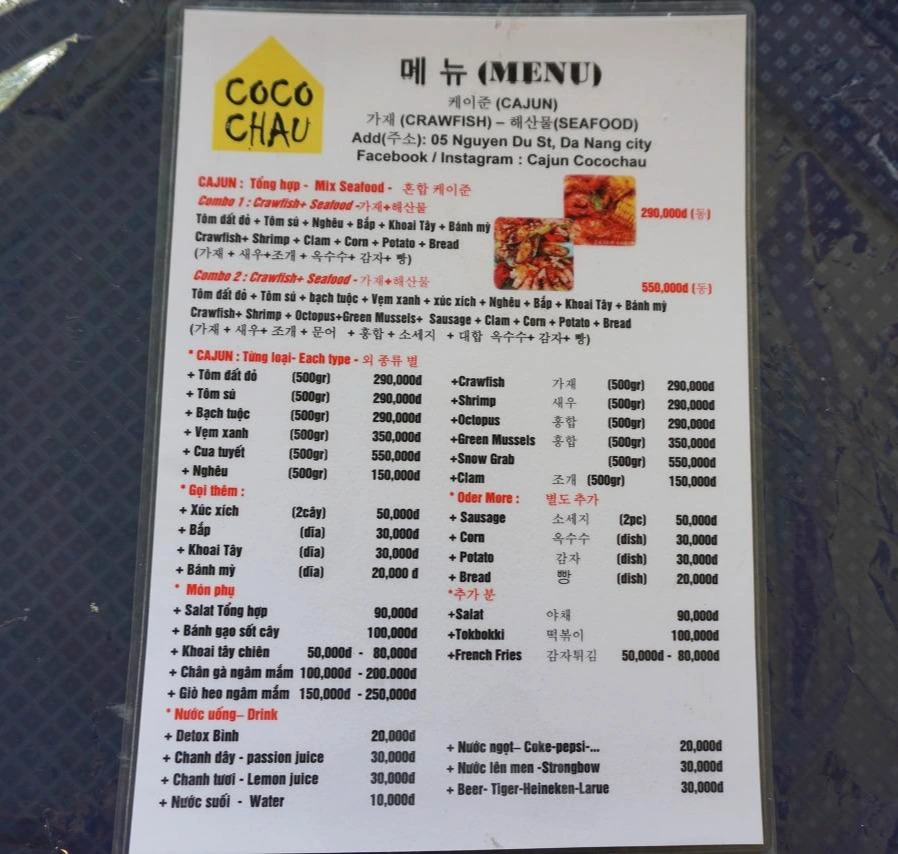 COCO
CHAU
메 뉴 (MENU)
케이준 (CAJUN)
가재 (CRAWFISH) – 해산물(SEAFOOD)
Add(주소): 05 Nguyen Du St, Da Nang city
Facebook / Instagram : Cajun Cocochau
CAJUN : Tổng hợp - Mix Seafood - 혼합 케이준
Combo 1 : Crawfish+ Seafood -가재+해산물 290,000đ (동)
Tôm đất đỏ + Tôm sú + Nghêu + Bắp + Khoai Tây + Bánh mỳ
Crawfish+ Shrimp + Clam + Corn + Potato + Bread
(가재 + 새우+조개 + 옥수수+ 감자+ 빵)
Combo 2 : Crawfish+ Seafood - 가재+해산물 550,000đ (동)
Tôm đất đỏ + Tôm sú + bạch tuộc + Vẹm xanh + xúc xích + Nghêu + Bắp + Khoai Tây + Bánh mỳ
Crawfish+ Shrimp + Octopus+Green Mussels+ Sausage + Clam + Corn + Potato + Bread
(가재 + 새우+ 조개 + 문어 + 홍합 + 소세지 + 대합 옥수수+ 감자+ 빵)
* CAJUN : Từng loại- Each type - 외 종류 별
+ Tôm đất đỏ (500gr) 290,000đ +Crawfish 가재 (500gr) 290,000đ
+ Tôm sú (500gr) 290,000đ +Shrimp 새우 (500gr) 290,000đ
+ Bạch tuộc (500gr) 290,000đ +Octopus 홍합 (500gr) 290,000đ
+ Vẹm xanh (500gr) 350,000đ +Green Mussels 홍합 (500gr) 350,000đ
+ Cua tuyết (500gr) 550,000đ +Snow Grab (500gr) 550,000đ
+ Nghêu (500gr) 150,000đ +Clam 조개 (500gr) 150,000đ
* Gọi thêm : * Oder More : 별도 추가
+ Xúc xích (2cây) 50,000đ + Sausage 소세지 (2pc) 50,000đ
+ Bắp (dĩa) 30,000đ + Corn 옥수수 (dish) 30,000đ
+ Khoai Tây (dĩa) 30,000đ + Potato 감자 (dish) 30,000đ
+ Bánh mỳ (dĩa) 20,000 đ + Bread 빵 (dish) 20,000đ
* Món phụ *추가 분
+ Salat Tổng hợp 90,000đ +Salat 야채 90,000đ
+ Bánh gạo sốt cây 100,000đ +Tokbokki 떡볶이 100,000đ
+ Khoai tây chiên 50,000đ - 80,000đ +French Fries 감자튀김 50,000đ - 80,000đ
+ Chân gà ngâm mắm 100,000đ - 200.000đ
+ Giò heo ngâm mắm 150,000đ - 250,000đ
* Nước uống– Drink
+ Detox Bình 20,000đ + Nước ngọt– Coke-pepsi-... 20,000đ
+ Chanh dây - passion juice 30,000đ + Nước lên men -Strongbow 30,000đ
+ Chanh tươi - Lemon juice 30,000đ + Beer- Tiger-Heineken-Larue 30,000đ
+ Nước suối - Water 10,000đ